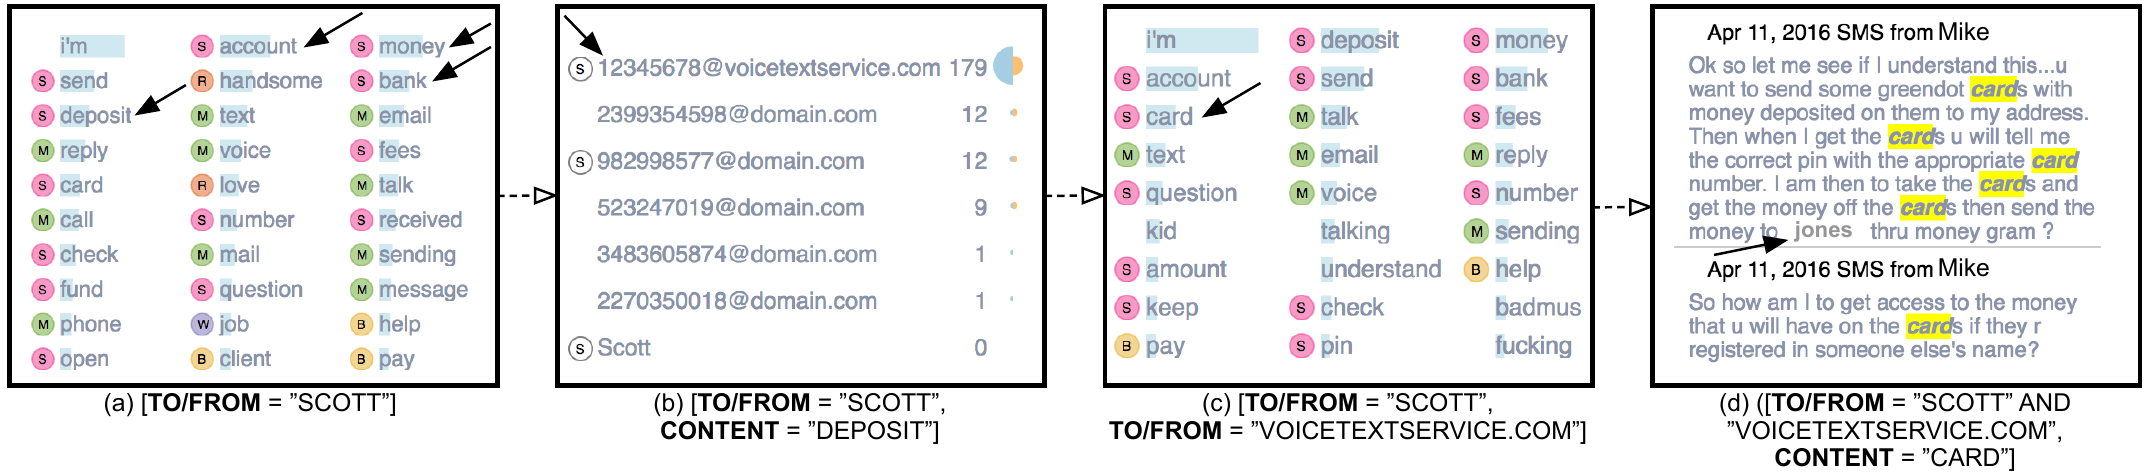 i'm S account S money
S send R handsome S bank
S deposit M text M email
M reply M voice S fees
S card R love M talk
M call S number S received
S check M mail M sending
S fund S question M message
M phone W job B help
S open B client B pay
(a) [TO/FROM = ”SCOTT”]
S 12345678@voicetextservice.com 179
2399354598@domain.com 12
S 982998577@domain.com 12
523247019@domain.com 9
3483605874@domain.com 1
2270350018@domain.com 1
S Scott 0
(b) [TO/FROM = ”SCOTT”,
CONTENT = ”DEPOSIT”]
i'm S deposit S money
S account S send S bank
S card M talk S fees
M text M email M reply
S question M voice S number
kid talking M sending
S amount understand B help
S keep S check badmus
B pay S pin fucking
(c) [TO/FROM = ”SCOTT”,
TO/FROM = ”VOICETEXTSERVICE.COM”]
Apr 11, 2016 SMS from Mike
Ok so let me see if I understand this...u
want to send some greendot cards with
money deposited on them to my address.
Then when I get the cards u will tell me
the correct pin with the appropriate card
number. I am then to take the cards and
get the money off the cards then send the
money to jones thru money gram ?
Apr 11, 2016 SMS from Mike
So how am I to get access to the money
that u will have on the cards if they r
registered in someone else's name?
(d) ([TO/FROM = ”SCOTT” AND
”VOICETEXTSERVICE.COM”,
CONTENT = ”CARD”]